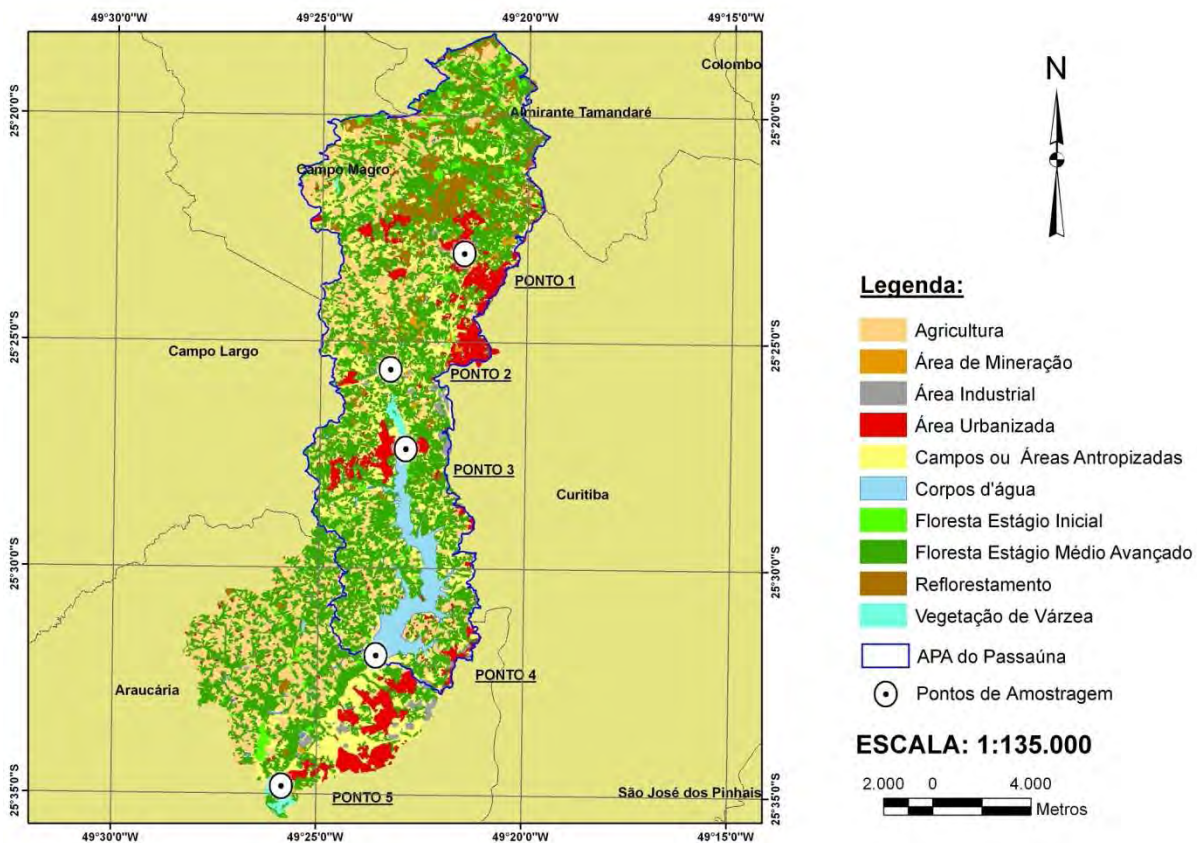 49°30'0"W
49°25'0"W
49°20'0"W
49°15'0"W
Colombo
N
25°20'0"S
Almirante Tamandaré
25°20'0"S
Campo Magro
PONTO 1
Legenda:
Agricultura
25°25'0"S
Campo Largo
PONTO 2
25°25'0"S
Área de Mineração
Área Industrial
Área Urbanizada
PONTO 3
Campos ou Áreas Antropizadas
Curitiba
Corpos d'água
Floresta Estágio Inicial
Floresta Estágio Médio Avançado
25°30'0"S
25°30'0"S
Reflorestamento
Vegetação de Várzea
APA do Passaúna
PONTO 4
Araucária
Pontos de Amostragem
ESCALA: 1:135.000
25°35'0"S
PONTO 5
São José dos Pinhais
25°35'0"S
2.000 0 4.000
Metros
49°30'0"W
49°25'0"W
49°20'0"W
49°15'0"W